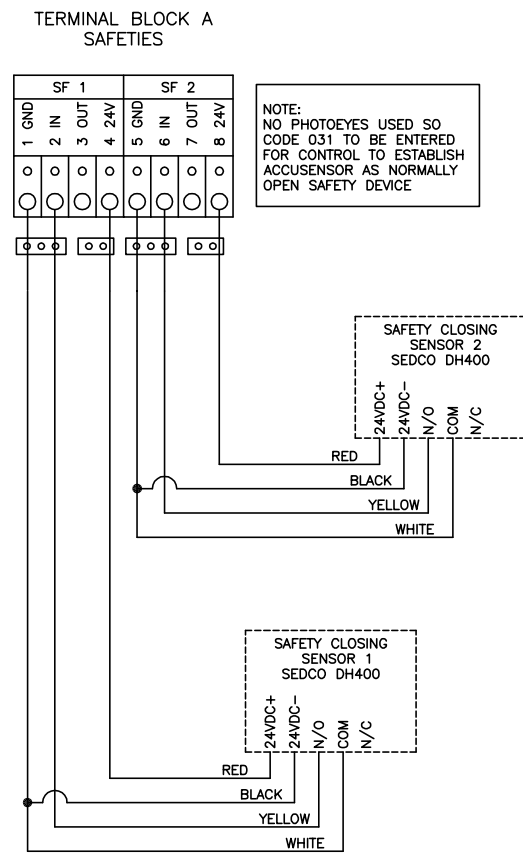 TERMINAL BLOCK A
SAFETIES
SF 1
SF 2
1 GND
2 IN
3 OUT
4 24V
5 GND
6 IN
7 OUT
8 24V
NOTE:
NO PHOTOEYES USED SO
CODE 031 TO BE ENTERED
FOR CONTROL TO ESTABLISH
ACCUSENSOR AS NORMALLY
OPEN SAFETY DEVICE
SAFETY CLOSING
SENSOR 2
SEDCO DH400
24VDC+
24VDC-
N/O
COM
N/C
RED
BLACK
YELLOW
WHITE
SAFETY CLOSING
SENSOR 1
SEDCO DH400
24VDC+
24VDC-
N/O
COM
N/C
RED
BLACK
YELLOW
WHITE